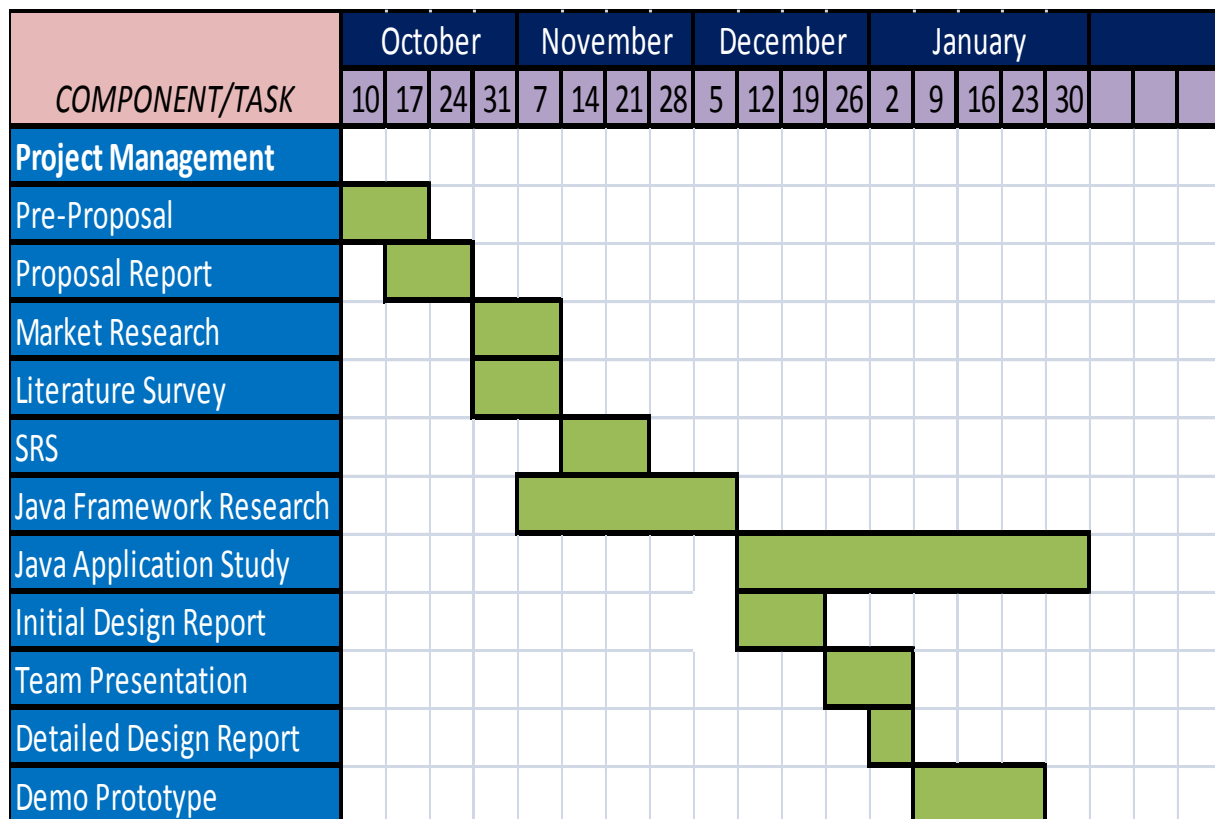 October November December January
COMPONENT/TASK 10 17 24 31 7 14 21 28 5 12 19 26 2 9 16 23 30
Project Management
Pre-Proposal
Proposal Report
Market Research
Literature Survey
SRS
Java Framework Research
Java Application Study
Initial Design Report
Team Presentation
Detailed Design Report
Demo Prototype